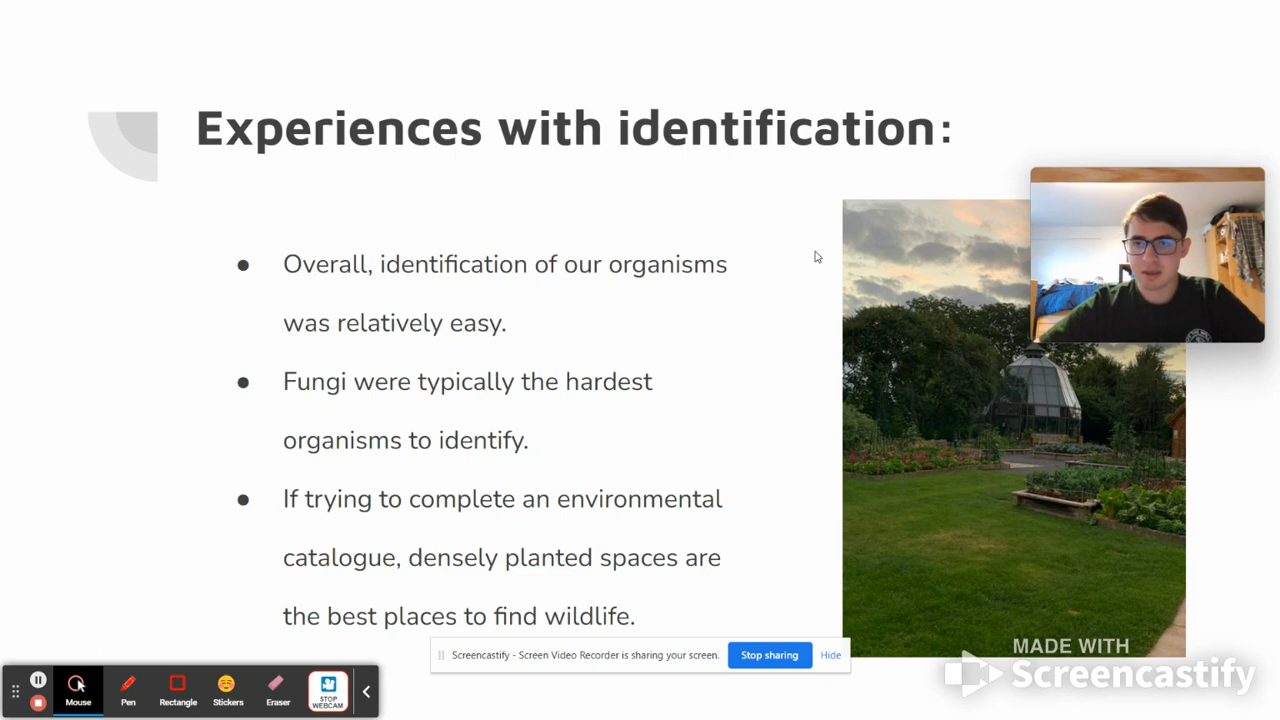 Experiences with identification:
● Overall, identification of our organisms
was relatively easy.
● Fungi were typically the hardest
organisms to identify.
● If trying to complete an environmental
catalogue, densely planted spaces are
the best places to find wildlife.
Screencastify - Screen Video Recorder is sharing your screen. Stop sharing Hide
MADE WITH
Screencastify
Mouse Pen Rectangle Stickers Eraser STOP
WEBCAM